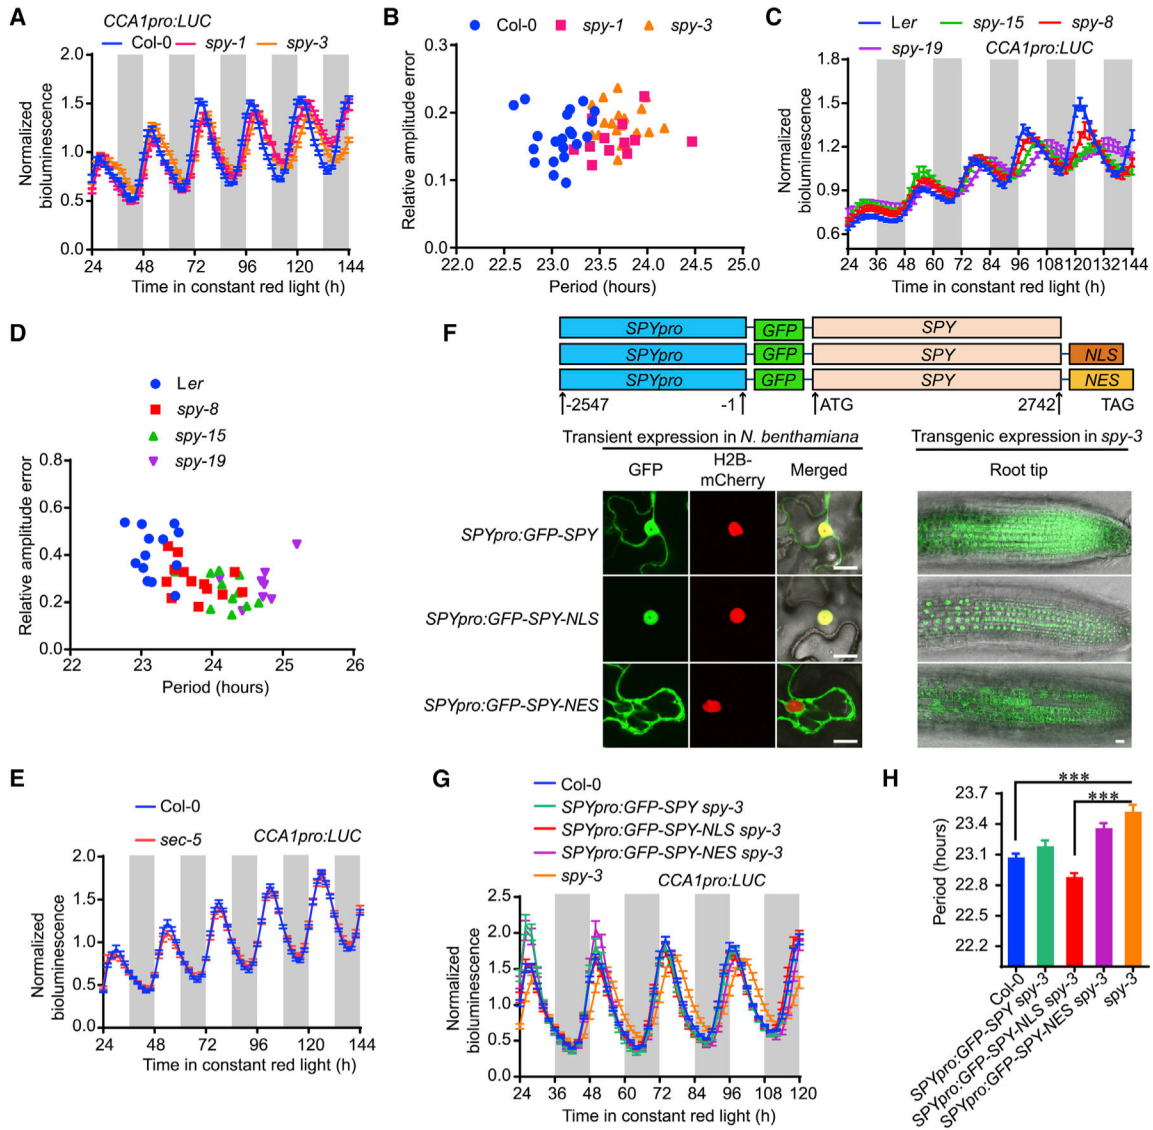 A
CCA1pro:LUC
Col-0 spy-1 spy-3
Normalized
bioluminescence
2.0
1.5
1.0
0.5
0.0
24 48 72 96 120 144
Time in constant red light (h)
B
Col-0 spy-1 spy-3
Relative amplitude error
0.3
0.2
0.1
0.0
22.0 22.5 23.0 23.5 24.0 24.5 25.0
Period (hours)
C
Ler spy-15 spy-8
spy-19 CCA1pro:LUC
Normalized
bioluminescence
1.8
1.5
1.2
0.9
0.6
24 36 48 60 72 84 96 108 120 132 144
Time in constant red light (h)
D
Ler
spy-8
spy-15
spy-19
Relative amplitude error
0.8
0.6
0.4
0.2
0.0
22 23 24 25 26
Period (hours)
F
SPYpro GFP SPY
SPYpro GFP SPY NLS
SPYpro GFP SPY NES
-2547 -1 ATG 2742 TAG
Transient expression in N. benthamiana
GFP H2B-mCherry Merged
SPYpro:GFP-SPY
SPYpro:GFP-SPY-NLS
SPYpro:GFP-SPY-NES
Transgenic expression in spy-3
Root tip
E
Col-0
sec-5 CCA1pro:LUC
Normalized
bioluminescence
2.0
1.5
1.0
0.5
0.0
24 48 72 96 120 144
Time in constant red light (h)
G
Col-0
SPYpro:GFP-SPY spy-3
SPYpro:GFP-SPY-NLS spy-3
SPYpro:GFP-SPY-NES spy-3
spy-3 CCA1pro:LUC
Normalized
bioluminescence
2.5
2.0
1.5
1.0
0.5
0.0
24 36 48 60 72 84 96 108 120
Time in constant red light (h)
H
***
***
Period (hours)
23.7
23.4
23.1
22.8
22.5
22.2
Col-0
SPYpro:GFP-SPY spy-3
SPYpro:GFP-SPY-NLS spy-3
SPYpro:GFP-SPY-NES spy-3
spy-3